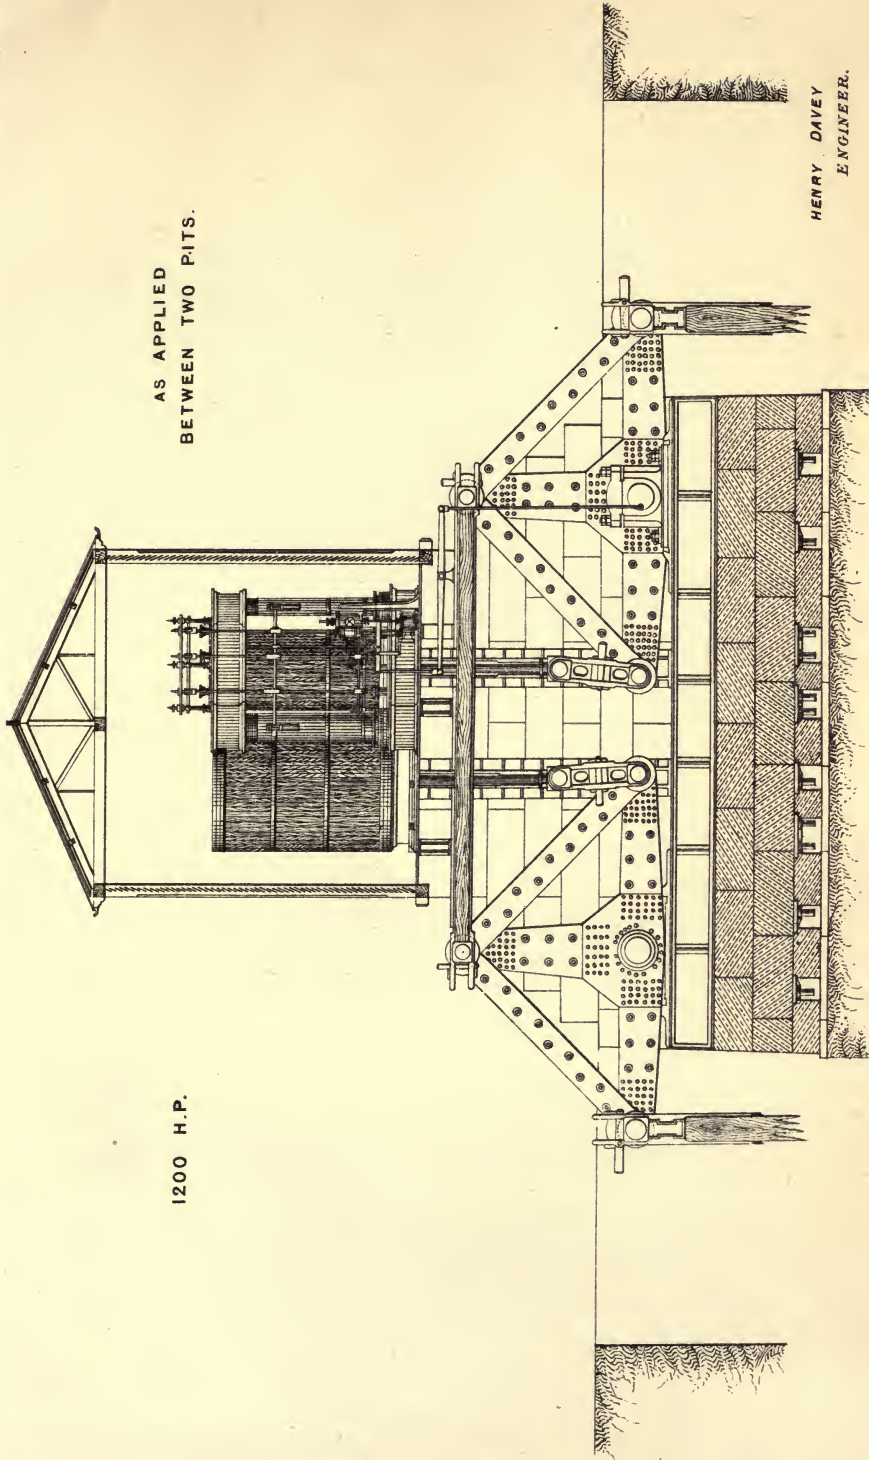 1200 H.P.
AS APPLIED
BETWEEN TWO PITS.
HENRY DAVEY
ENGINEER.